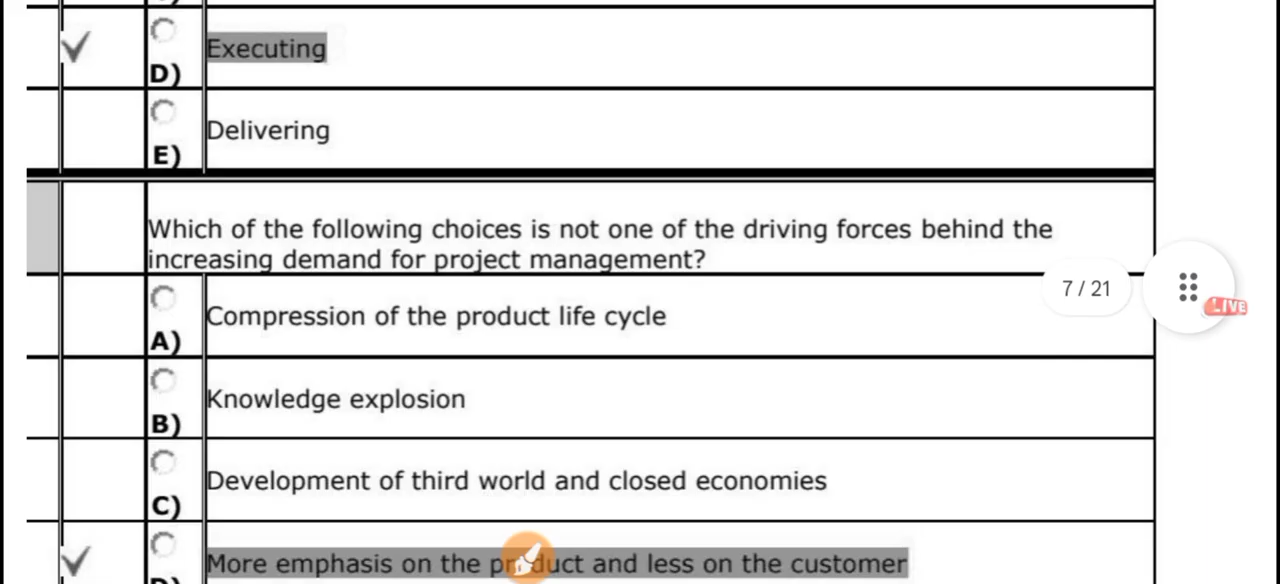 Executing
D)
Delivering
E)
Which of the following choices is not one of the driving forces behind the
increasing demand for project management?
7 / 21
LIVE
Compression of the product life cycle
A)
Knowledge explosion
B)
Development of third world and closed economies
C)
More emphasis on the product and less on the customer